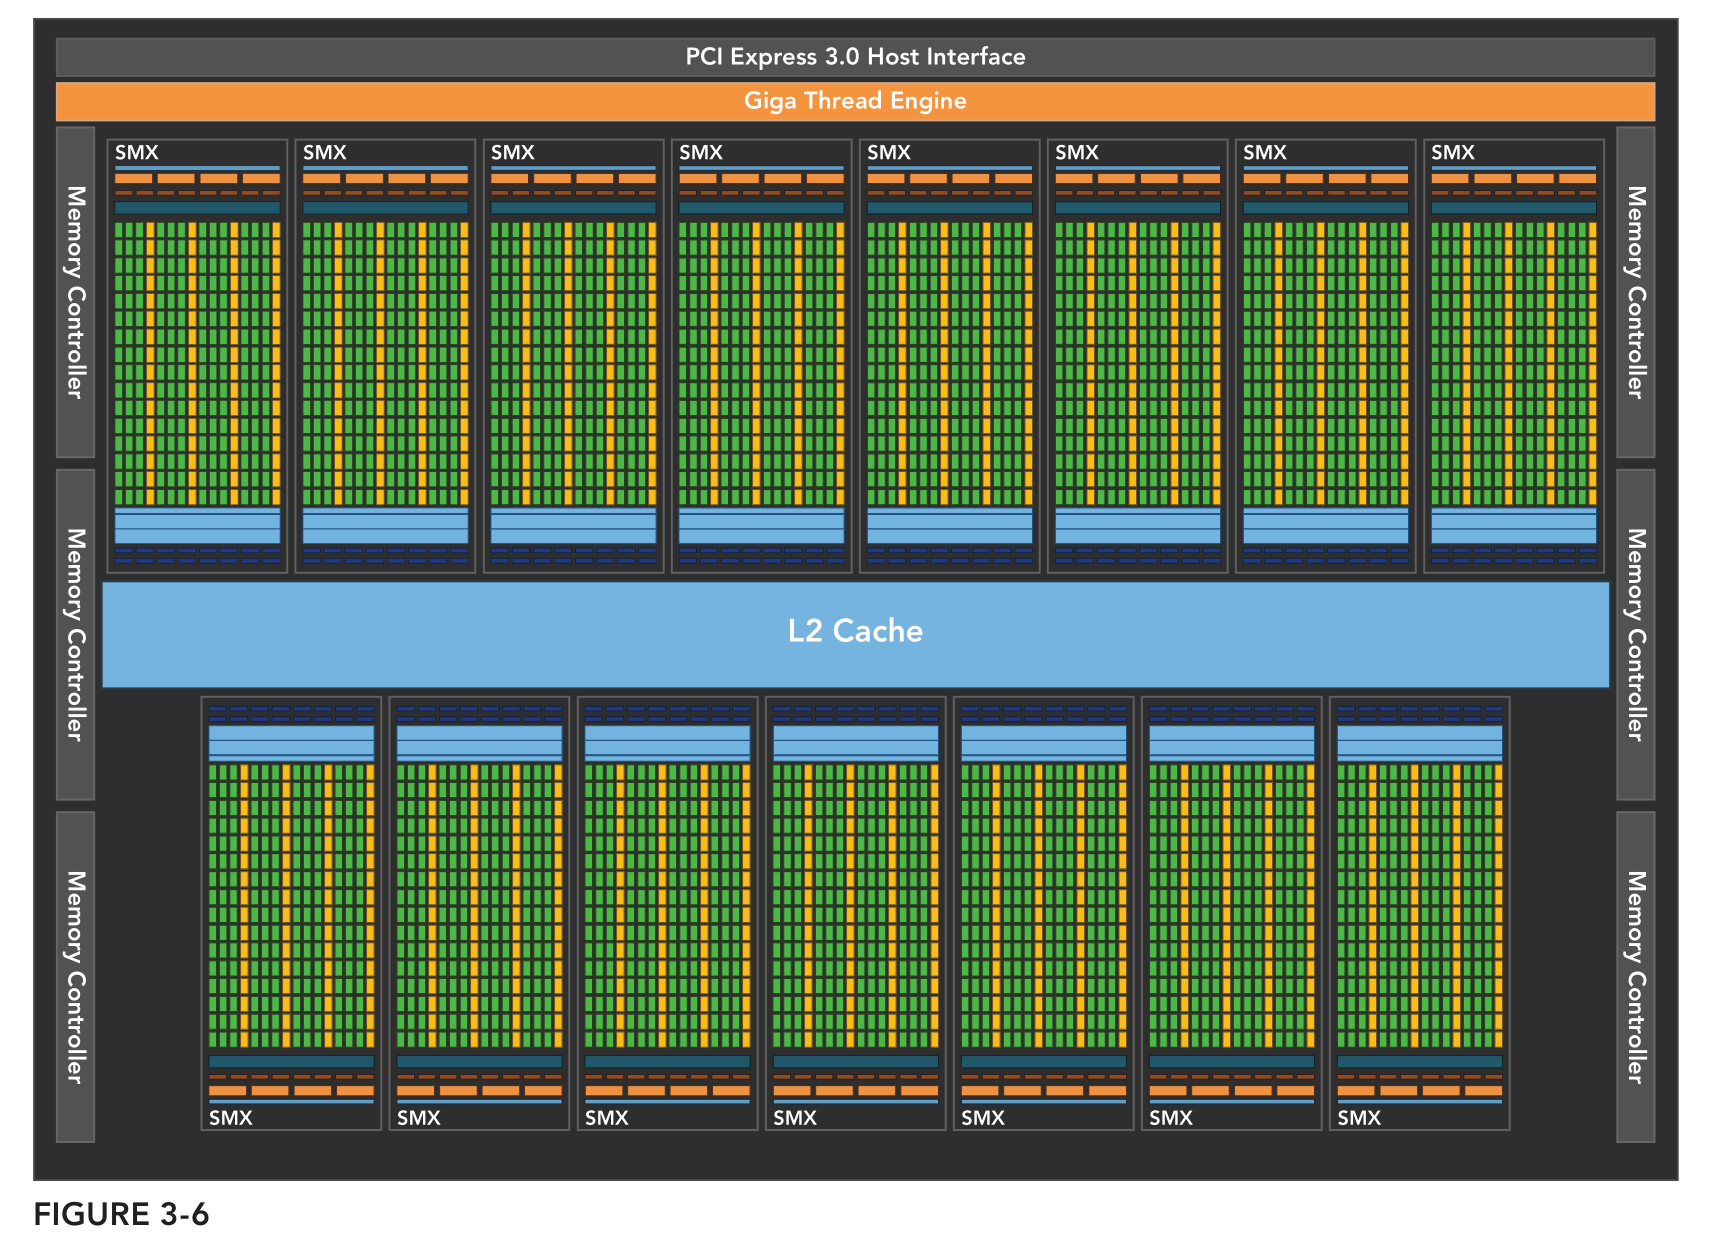 PCI Express 3.0 Host Interface
Giga Thread Engine
Memory Controller
Memory Controller
Memory Controller
SMX
SMX
SMX
SMX
SMX
SMX
SMX
SMX
L2 Cache
SMX
SMX
SMX
SMX
SMX
SMX
SMX
Memory Controller
Memory Controller
Memory Controller
FIGURE 3-6